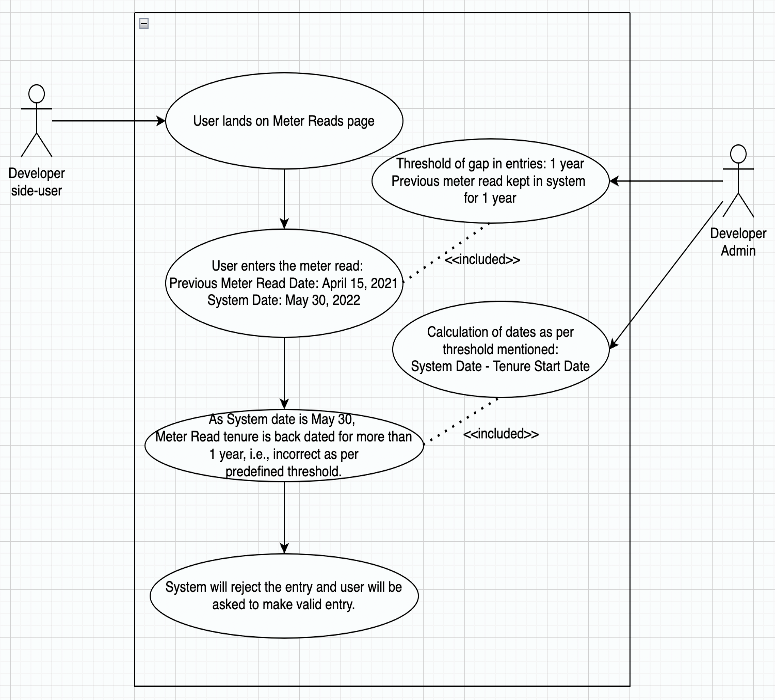 User lands on Meter Reads page
Developer
side-user
Threshold of gap in entries: 1 year
Previous meter read kept in system
for 1 year
Developer
Admin
<<included>>
User enters the meter read:
Previous Meter Read Date: April 15, 2021
System Date: May 30, 2022
Calculation of dates as per
threshold mentioned:
System Date - Tenure Start Date
<<included>>
As System date is May 30,
Meter Read tenure is back dated for more than
1 year, i.e., incorrect as per
predefined threshold.
System will reject the entry and user will be
asked to make valid entry.